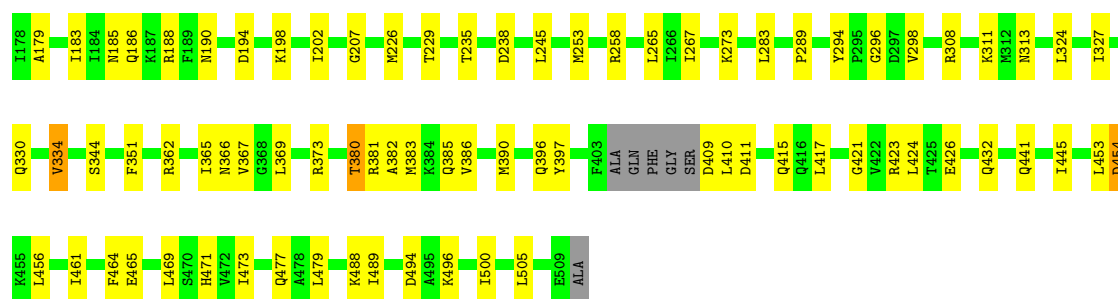 I178 A179 I183 I184 N185 Q186 K187 R188 F189 N190 D194 K198 I202 G207 M226 T229 T235 D238 L245 M253 R258 L265 I266 I267 K273 L283 P289 Y294 P295 G296 D297 V298 R308 K311 M312 N313 L324 I327
Q330 V334 S344 F351 R362 I365 N366 V367 G368 L369 R373 T380 R381 A382 M383 K384 Q385 V386 M390 Q396 Y397 F403 ALA GLN PHE GLY SER D409 L410 D411 Q415 Q416 L417 G421 V422 R423 L424 T425 E426 Q432 Q441 I445 L453 D454
K455 L456 I461 F464 E465 L469 S470 H471 V472 I473 Q477 A478 L479 K488 I489 D494 A495 K496 I500 L505 E509 ALA